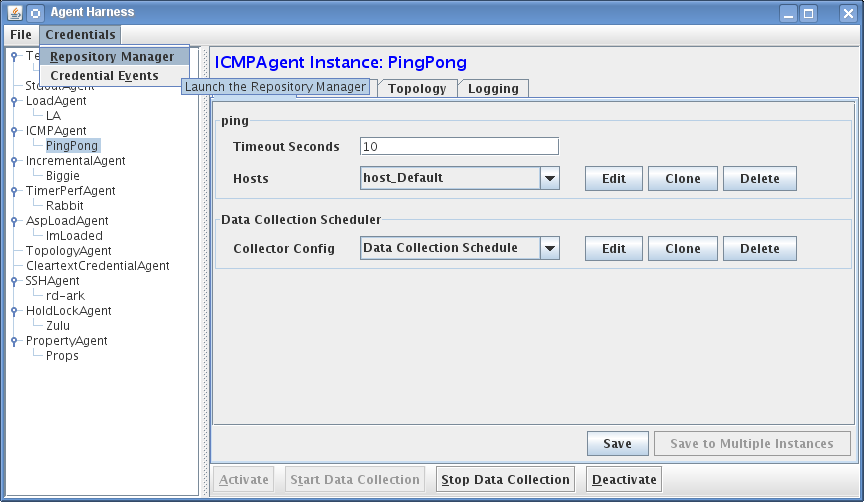 Agent Harness
File Credentials
Repository Manager
Credential Events
Launch the Repository Manager
Te
StdoutAgent
LoadAgent
LA
ICMPAgent
PingPong
IncrementalAgent
Biggie
TimerPerfAgent
Rabbit
AspLoadAgent
ImLoaded
TopologyAgent
CleartextCredentialAgent
SSHAgent
rd-ark
HoldLockAgent
Zulu
PropertyAgent
Props
ICMPAgent Instance: PingPong
Topology Logging
ping
Timeout Seconds 10
Hosts host_Default Edit Clone Delete
Data Collection Scheduler
Collector Config Data Collection Schedule Edit Clone Delete
Save Save to Multiple Instances
Activate Start Data Collection Stop Data Collection Deactivate